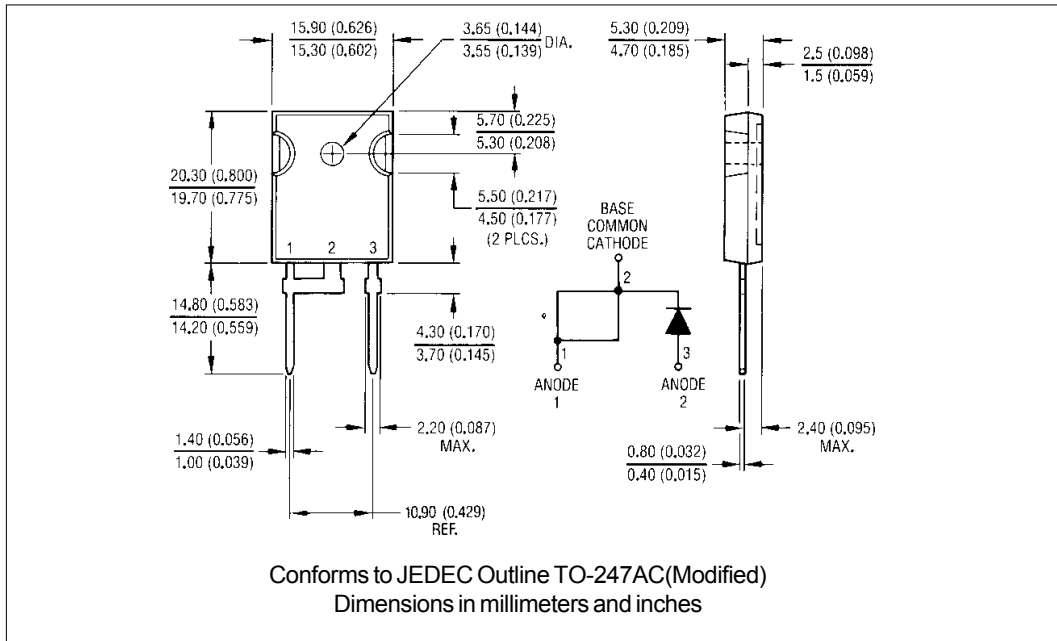 15.90 (0.626)
15.30 (0.602)
3.65 (0.144)
3.55 (0.139)
DIA.
5.30 (0.209)
4.70 (0.185)
2.5 (0.098)
1.5 (0.059)
5.70 (0.225)
5.30 (0.208)
20.30 (0.800)
19.70 (0.775)
5.50 (0.217)
4.50 (0.177)
(2 PLCS.)
BASE
COMMON
CATHODE
1 2 3
2
14.80 (0.583)
14.20 (0.559)
4.30 (0.170)
3.70 (0.145)
1
3
ANODE
1
ANODE
2
1.40 (0.056)
1.00 (0.039)
2.20 (0.087)
MAX.
0.80 (0.032)
0.40 (0.015)
2.40 (0.095)
MAX.
10.90 (0.429)
REF.
Conforms to JEDEC Outline TO-247AC(Modified)
Dimensions in millimeters and inches